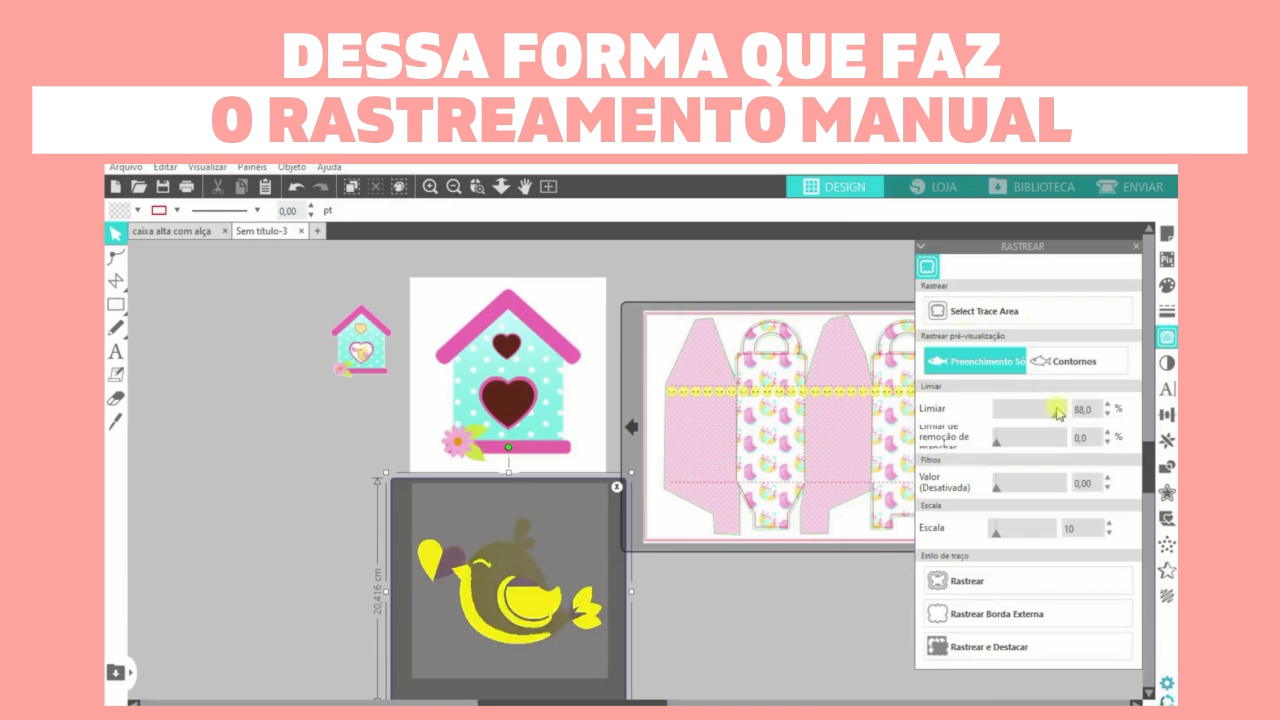 DESSA FORMA QUE FAZ
O RASTREAMENTO MANUAL
Arquivo Editar Visualizar Painéis Objeto Ajuda
DESIGN LOJA BIBLIOTECA ENVIAR
0,00 pt
caixa alta com alça Sem título-3
RASTREAR
Rastrear
Select Trace Area
Rastrear pré-visualização
Preenchimento Só Contornos
Limiar
Limiar 88,0 %
Limiar de
remoção de 0,0 %
manchar
Filtros
Valor
(Desativada) 0,00
Escala
Escala 10
Estilo de traço
Rastrear
Rastrear Borda Externa
Rastrear e Destacar
20,416 cm